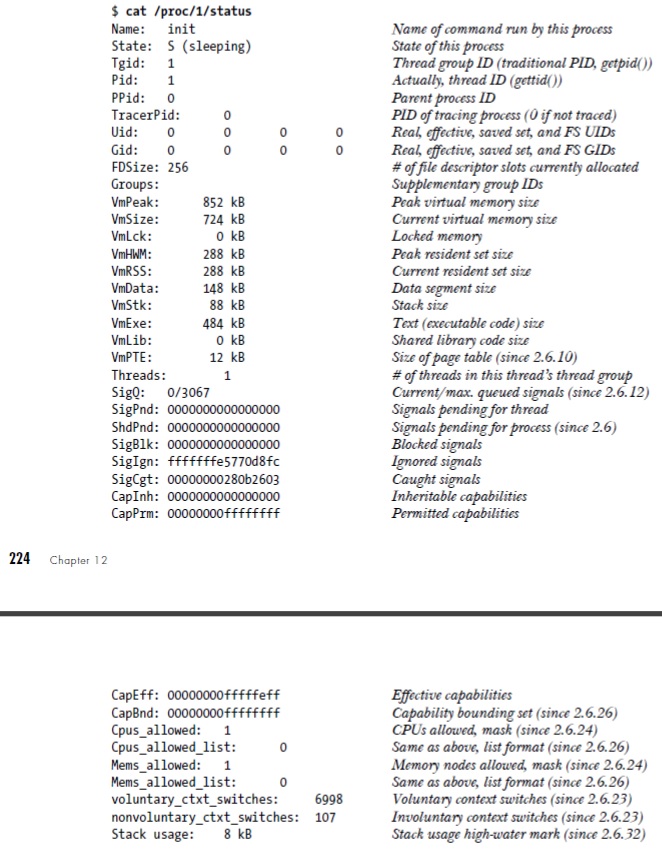 $ cat /proc/1/status
Name: init Name of command run by this process
State: S (sleeping) State of this process
Tgid: 1 Thread group ID (traditional PID, getpid())
Pid: 1 Actually, thread ID (gettid())
PPid: 0 Parent process ID
TracerPid: 0 PID of tracing process (0 if not traced)
Uid: 0 0 0 0 Real, effective, saved set, and FS UIDs
Gid: 0 0 0 0 Real, effective, saved set, and FS GIDs
FDSize: 256 # of file descriptor slots currently allocated
Groups: Supplementary group IDs
VmPeak: 852 kB Peak virtual memory size
VmSize: 724 kB Current virtual memory size
VmLck: 0 kB Locked memory
VmHWM: 288 kB Peak resident set size
VmRSS: 288 kB Current resident set size
VmData: 148 kB Data segment size
VmStk: 88 kB Stack size
VmExe: 484 kB Text (executable code) size
VmLib: 0 kB Shared library code size
VmPTE: 12 kB Size of page table (since 2.6.10)
Threads: 1 # of threads in this thread's thread group
SigQ: 0/3067 Current/max. queued signals (since 2.6.12)
SigPnd: 0000000000000000 Signals pending for thread
ShdPnd: 0000000000000000 Signals pending for process (since 2.6)
SigBlk: 0000000000000000 Blocked signals
SigIgn: fffffffe5770d8fc Ignored signals
SigCgt: 00000000280b2603 Caught signals
CapInh: 0000000000000000 Inheritable capabilities
CapPrm: 00000000ffffffff Permitted capabilities
224 Chapter 12
CapEff: 00000000fffffeff Effective capabilities
CapBnd: 00000000ffffffff Capability bounding set (since 2.6.26)
Cpus_allowed: 1 CPUs allowed, mask (since 2.6.24)
Cpus_allowed_list: 0 Same as above, list format (since 2.6.26)
Mems_allowed: 1 Memory nodes allowed, mask (since 2.6.24)
Mems_allowed_list: 0 Same as above, list format (since 2.6.26)
voluntary_ctxt_switches: 6998 Voluntary context switches (since 2.6.23)
nonvoluntary_ctxt_switches: 107 Involuntary context switches (since 2.6.23)
Stack usage: 8 kB Stack usage high-water mark (since 2.6.32)